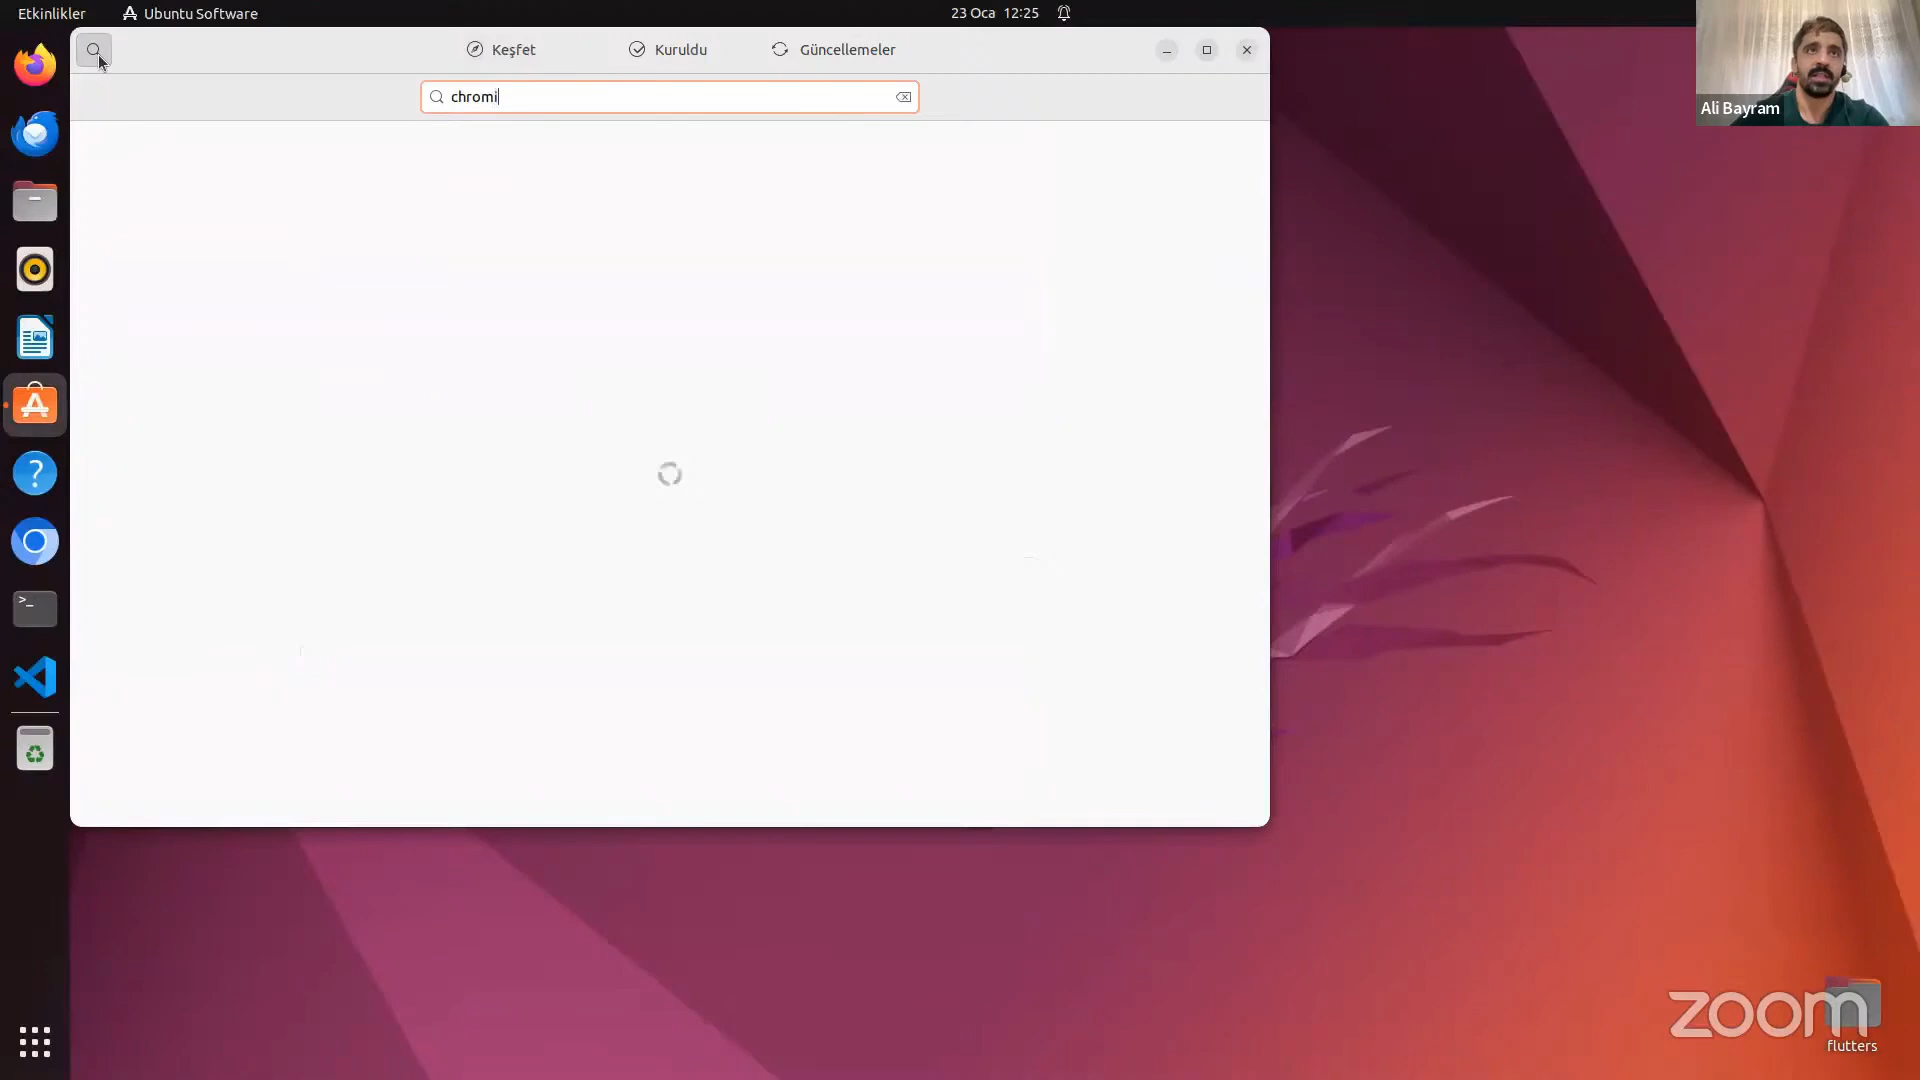 Etkinlikler
Ubuntu Software
23 Oca 12:25
Keşfet
Kuruldu
Güncellemeler
chromi
Ali Bayram
zoom
flutters